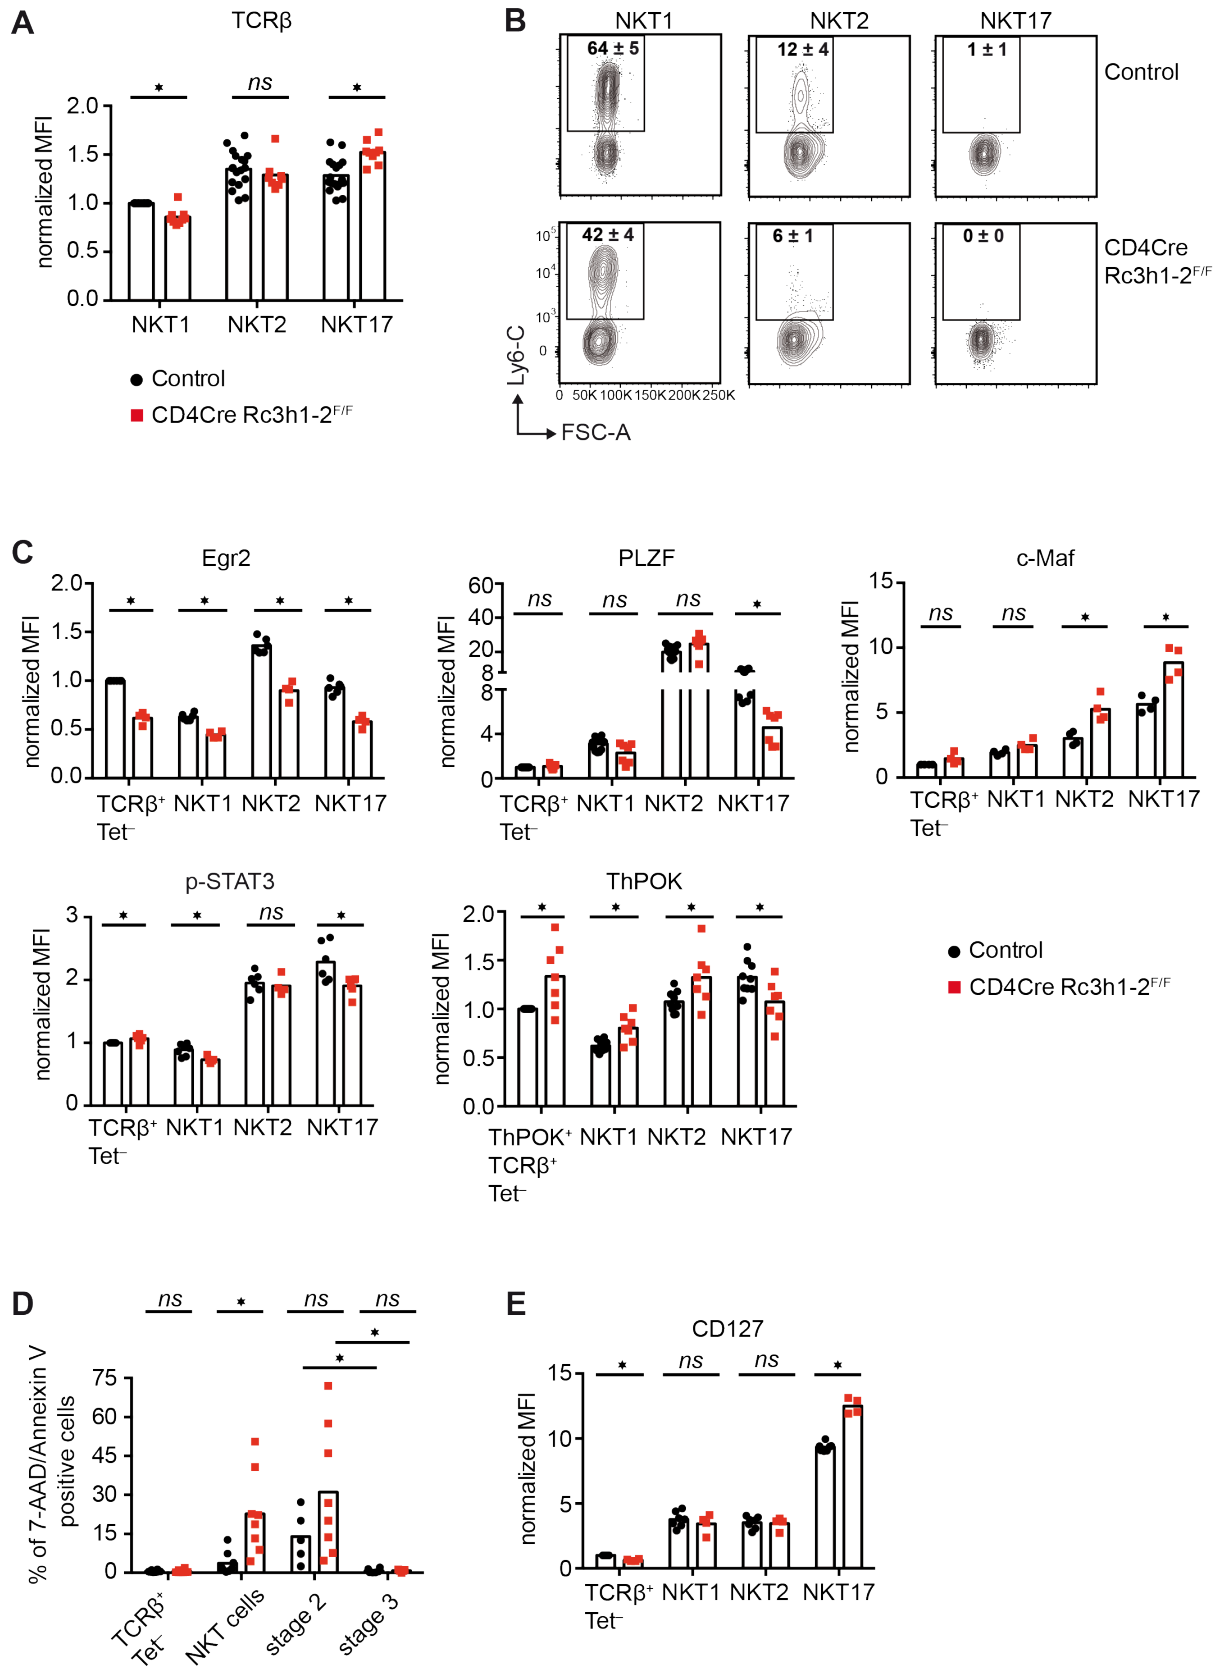 A
TCRβ
normalized MFI
2.0
1.5
1.0
0.5
0.0
* ns *
NKT1 NKT2 NKT17
Control
CD4Cre Rc3h1-2F/F
B
NKT1 NKT2 NKT17
64 ± 5 12 ± 4 1 ± 1
Control
42 ± 4 6 ± 1 0 ± 0
CD4Cre
Rc3h1-2F/F
10⁵
10⁴
10³
0
Ly6-C
0 50K 100K 150K 200K 250K
FSC-A
C
Egr2
normalized MFI
2.0
1.5
1.0
0.5
0.0
* * * *
TCRβ⁺ NKT1 NKT2 NKT17
Tet⁻
PLZF
normalized MFI
60
40
20
8
8
4
0
ns ns ns *
TCRβ⁺ NKT1 NKT2 NKT17
Tet⁻
c-Maf
normalized MFI
15
10
5
0
ns ns * *
TCRβ⁺ NKT1 NKT2 NKT17
Tet⁻
p-STAT3
normalized MFI
3
2
1
0
* * ns *
TCRβ⁺ NKT1 NKT2 NKT17
Tet⁻
ThPOK
normalized MFI
2.0
1.5
1.0
0.5
0.0
* * * *
ThPOK⁺ NKT1 NKT2 NKT17
TCRβ⁺
Tet⁻
Control
CD4Cre Rc3h1-2F/F
D
% of 7-AAD/Anneixin V
positive cells
75
60
45
30
15
0
ns * ns ns
*
*
TCRβ⁺
Tet⁻
NKT cells
stage 2
stage 3
E
CD127
normalized MFI
15
10
5
0
* ns ns *
TCRβ⁺ NKT1 NKT2 NKT17
Tet⁻